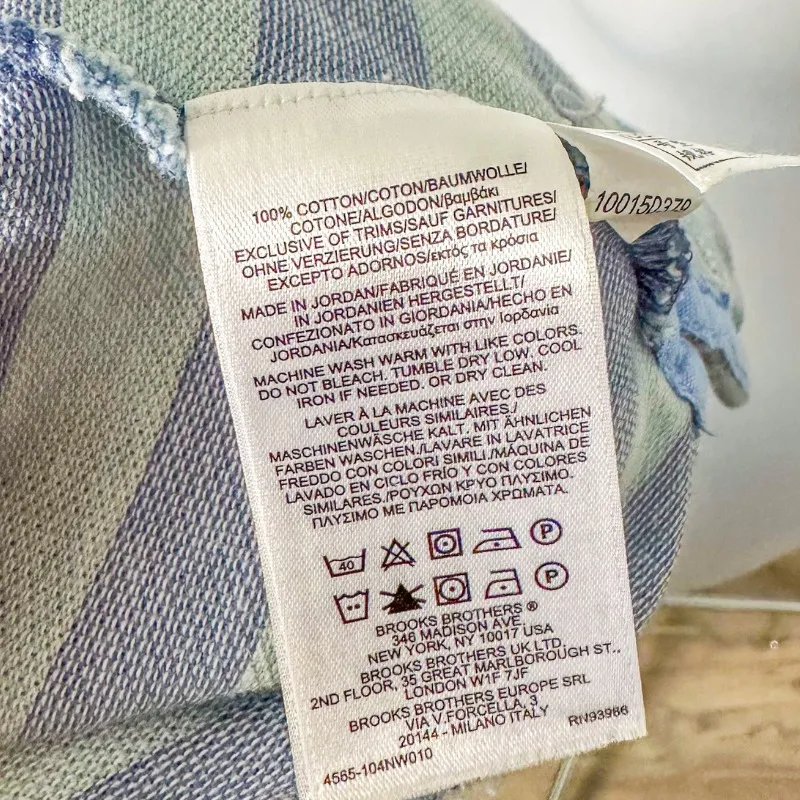 100% COTTON/COTON/BAUMWOLLE/
COTONE/ALGODON/βαμβάκι
EXCLUSIVE OF TRIMS/SAUF GARNITURES/
OHNE VERZIERUNG/SENZA BORDATURE/
EXCEPTO ADORNOS/εκτός τα κρόσια
MADE IN JORDAN/FABRIQUÉ EN JORDANIE/
IN JORDANIEN HERGESTELLT/
CONFEZIONATO IN GIORDANIA/HECHO EN
JORDANIA/Κατασκευάζεται στην Ιορδανία
MACHINE WASH WARM WITH LIKE COLORS.
DO NOT BLEACH. TUMBLE DRY LOW. COOL
IRON IF NEEDED. OR DRY CLEAN.
LAVER À LA MACHINE AVEC DES
COULEURS SIMILAIRES./
MASCHINENWÄSCHE KALT. MIT ÄHNLICHEN
FARBEN WASCHEN./LAVARE IN LAVATRICE
FREDDO CON COLORI SIMILI./MÁQUINA DE
LAVADO EN CICLO FRÍO Y CON COLORES
SIMILARES./ΡΟΥΧΩΝ ΚΡΥΟ ΠΛΥΣΙΜΟ.
ΠΛΥΣΙΜΟ ΜΕ ΠΑΡΟΜΟΙΑ ΧΡΩΜΑΤΑ.
40 P
P
BROOKS BROTHERS ®
346 MADISON AVE.
NEW YORK, NY 10017 USA
BROOKS BROTHERS UK LTD.
2ND FLOOR, 35 GREAT MARLBOROUGH ST.,
LONDON W1F 7JF
BROOKS BROTHERS EUROPE SRL
VIA V.FORCELLA, 3
20144 - MILANO ITALY
RN93966
4565-104NW010
10015D379